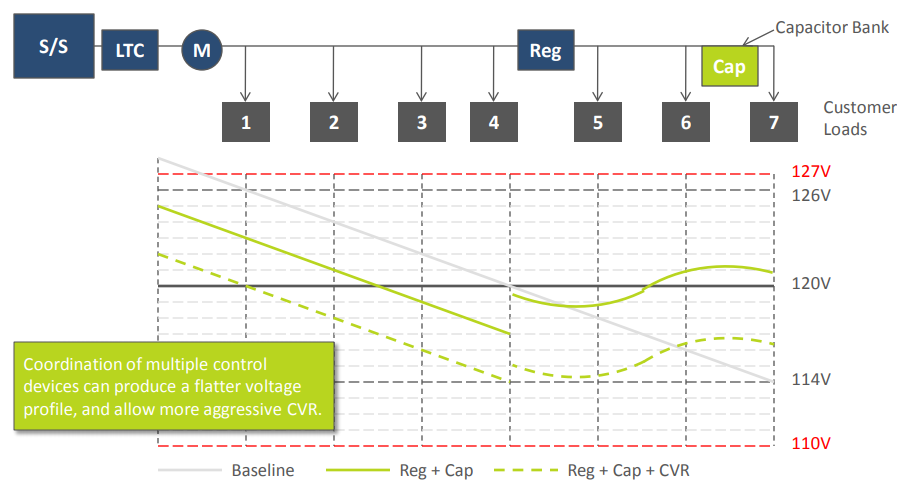 Capacitor Bank
S/S
LTC
M
Reg
Cap
1
2
3
4
5
6
7
Customer
Loads
127V
126V
120V
114V
110V
Coordination of multiple control
devices can produce a flatter voltage
profile, and allow more aggressive CVR.
Baseline
Reg + Cap
Reg + Cap + CVR